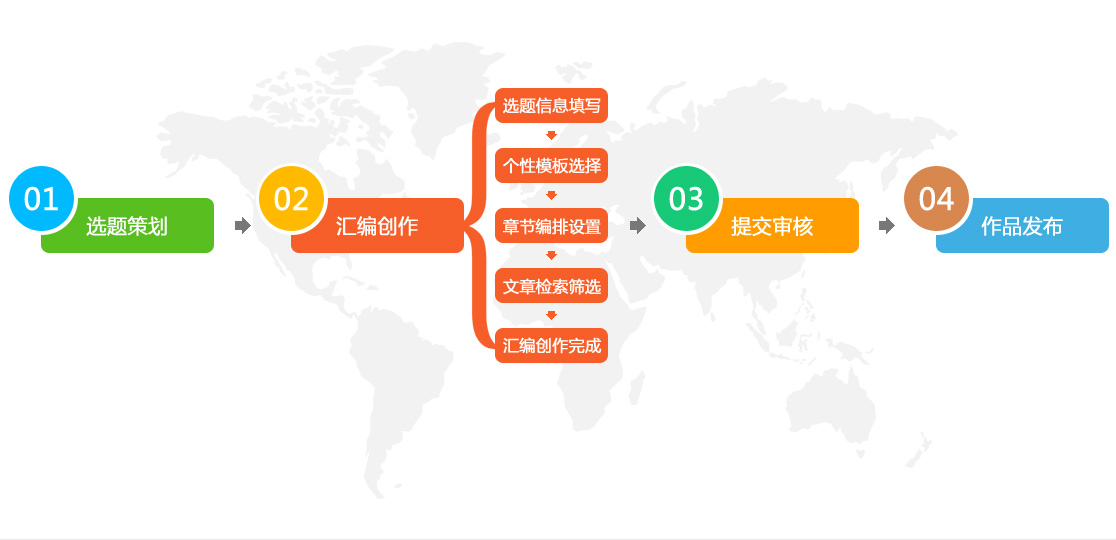 01
选题策划
02
汇编创作
选题信息填写
个性模板选择
章节编排设置
文章检索筛选
汇编创作完成
03
提交审核
04
作品发布